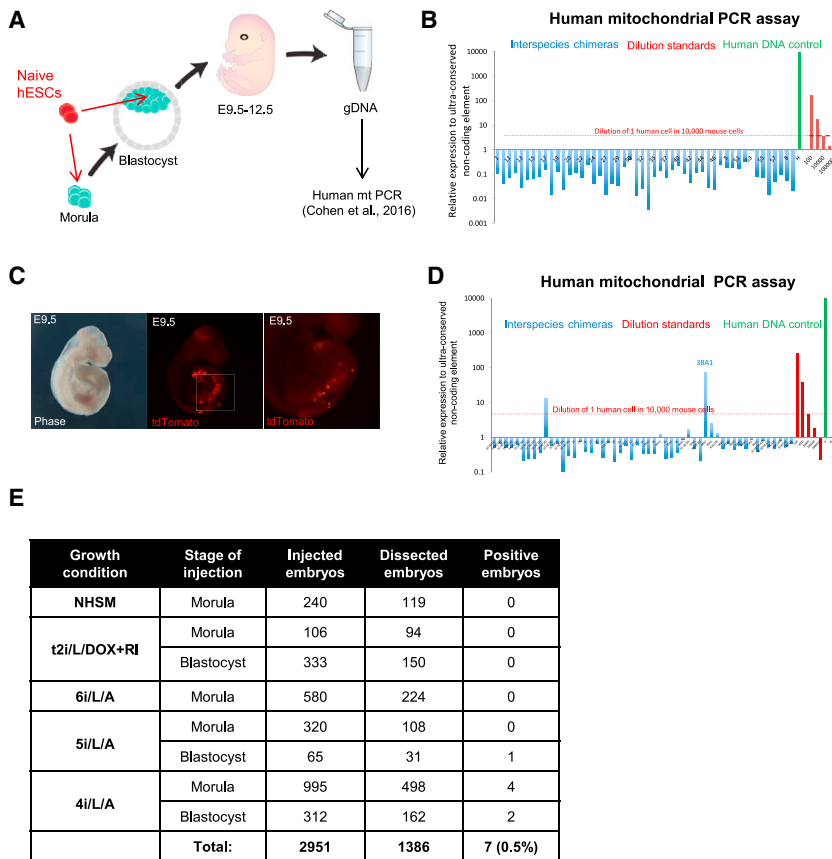 A
Naive
hESCs
Blastocyst
Morula
E9.5-12.5
gDNA
Human mt PCR
(Cohen et al., 2016)
B
Human mitochondrial PCR assay
Interspecies chimeras
Dilution standards
Human DNA control
Relative expression to ultra-conserved
non-coding element
10000
1000
100
10
1
0.1
0.01
0.001
Dilution of 1 human cell in 10,000 mouse cells
C
E9.5
Phase
E9.5
tdTomato
E9.5
tdTomato
D
Human mitochondrial PCR assay
Interspecies chimeras
Dilution standards
Human DNA control
Relative expression to ultra-conserved
non-coding element
10000
1000
100
10
1
0.1
38A1
Dilution of 1 human cell in 10,000 mouse cells
E
Growth condition Stage of injection Injected embryos Dissected embryos Positive embryos
NHSM Morula 240 119 0
t2i/L/DOX+RI Morula 106 94 0
Blastocyst 333 150 0
6i/L/A Morula 580 224 0
5i/L/A Morula 320 108 0
Blastocyst 65 31 1
4i/L/A Morula 995 498 4
Blastocyst 312 162 2
Total: 2951 1386 7 (0.5%)